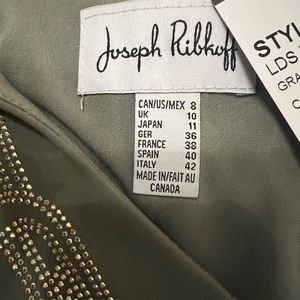 Joseph Ribkoff
CAN/US/MEX 8
UK 10
JAPAN 11
GER 36
FRANCE 38
SPAIN 40
ITALY 42
MADE IN/FAIT AU
CANADA
STYL
LDS
GRA